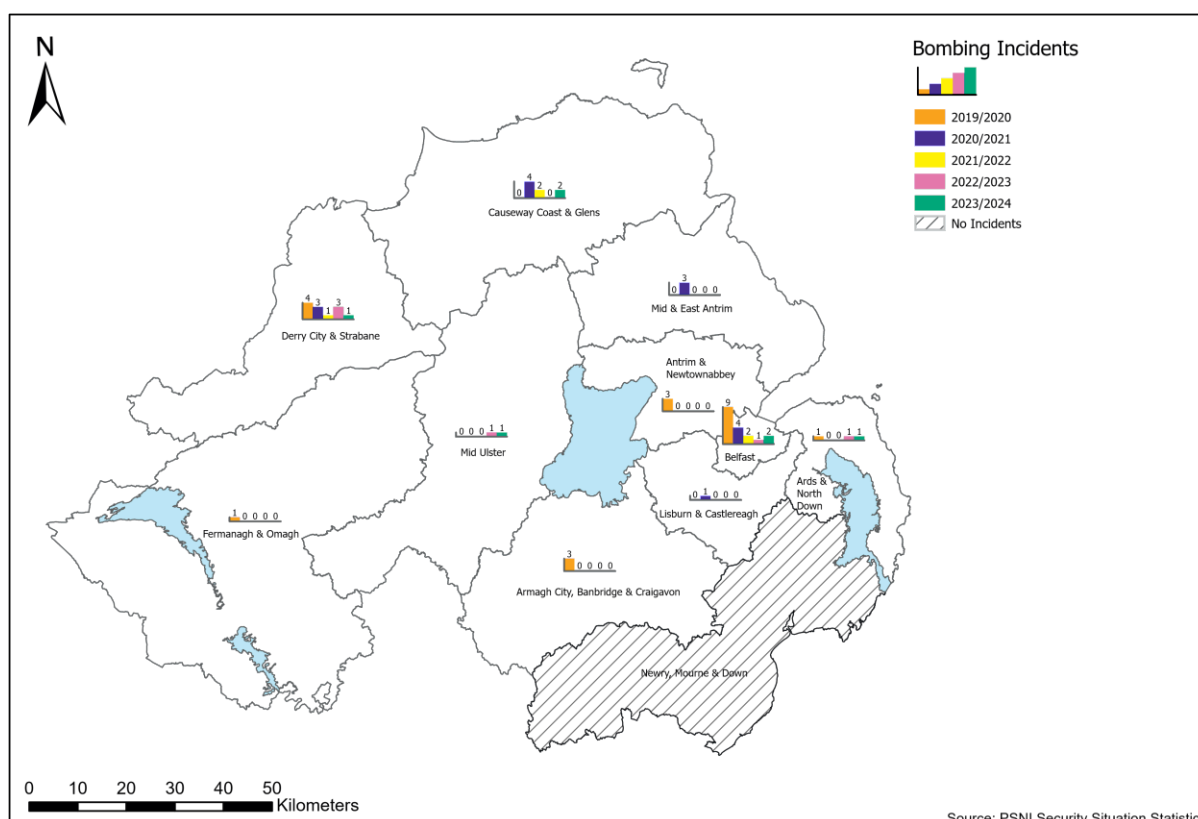 N
Bombing Incidents
2019/2020
2020/2021
2021/2022
2022/2023
2023/2024
No Incidents
0 4 2 0 2
Causeway Coast & Glens
0 3 0 0 0
Mid & East Antrim
4 3 1 3 1
Derry City & Strabane
Antrim &
Newtownabbey
3 0 0 0 0
9 4 2 1 2
Belfast
1 0 0 1 1
Ards &
North
Down
0 0 0 1 1
Mid Ulster
0 1 0 0 0
Lisburn & Castlereagh
1 0 0 0 0
Fermanagh & Omagh
3 0 0 0 0
Armagh City, Banbridge & Craigavon
Newry, Mourne & Down
0 10 20 30 40 50
Kilometers
Source: PSNI Security Situation Statistic